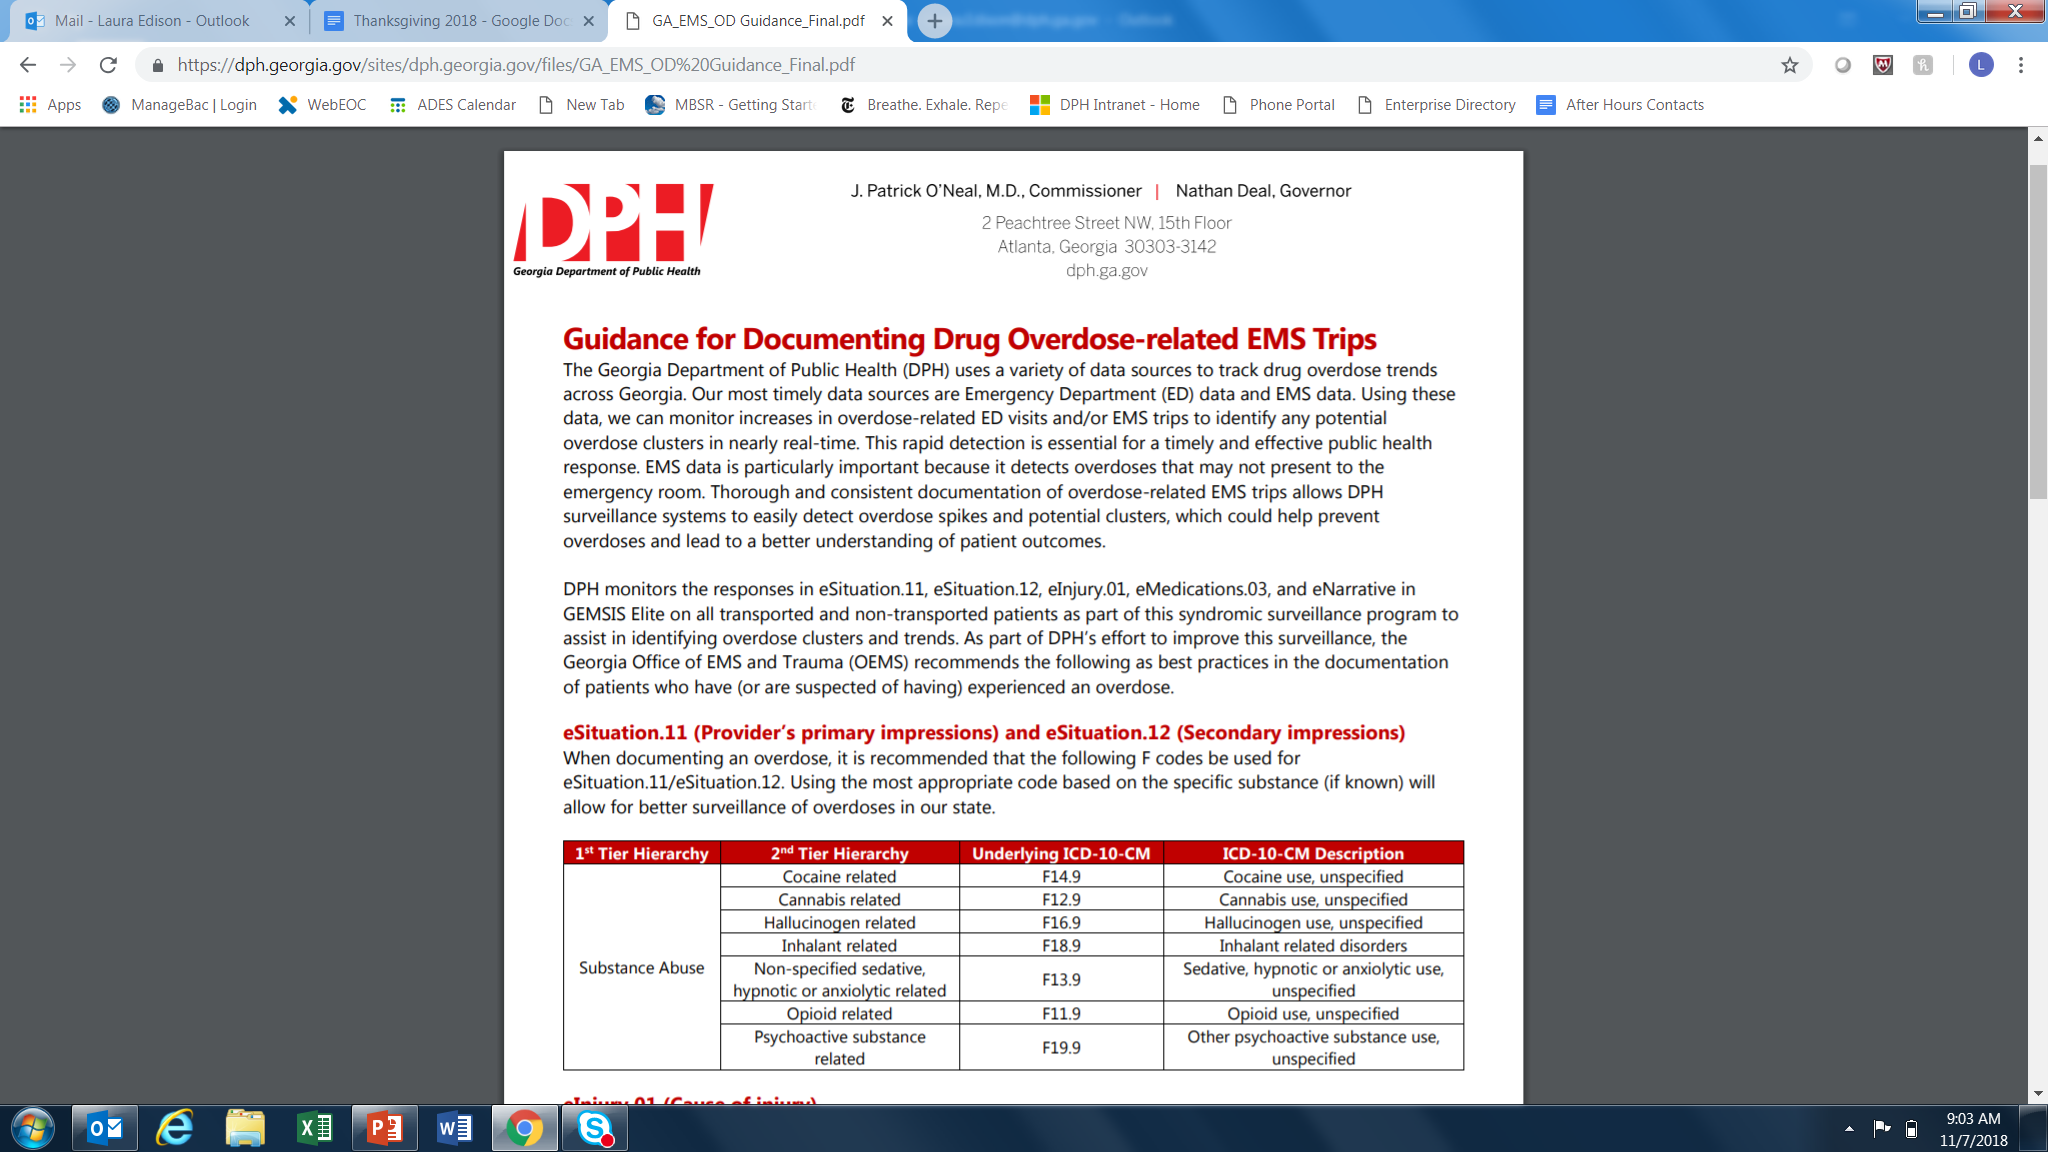 Mail - Laura Edison - Outlook
Thanksgiving 2018 - Google Doc
GA_EMS_OD Guidance_Final.pdf
https://dph.georgia.gov/sites/dph.georgia.gov/files/GA_EMS_OD%20Guidance_Final.pdf
L
Apps
ManageBac | Login
WebEOC
ADES Calendar
New Tab
MBSR - Getting Start
Breathe. Exhale. Repe
DPH Intranet - Home
Phone Portal
Enterprise Directory
After Hours Contacts
DPH
Georgia Department of Public Health
J. Patrick O'Neal, M.D., Commissioner | Nathan Deal, Governor
2 Peachtree Street NW, 15th Floor
Atlanta, Georgia 30303-3142
dph.ga.gov
Guidance for Documenting Drug Overdose-related EMS Trips
The Georgia Department of Public Health (DPH) uses a variety of data sources to track drug overdose trends
across Georgia. Our most timely data sources are Emergency Department (ED) data and EMS data. Using these
data, we can monitor increases in overdose-related ED visits and/or EMS trips to identify any potential
overdose clusters in nearly real-time. This rapid detection is essential for a timely and effective public health
response. EMS data is particularly important because it detects overdoses that may not present to the
emergency room. Thorough and consistent documentation of overdose-related EMS trips allows DPH
surveillance systems to easily detect overdose spikes and potential clusters, which could help prevent
overdoses and lead to a better understanding of patient outcomes.
DPH monitors the responses in eSituation.11, eSituation.12, eInjury.01, eMedications.03, and eNarrative in
GEMSIS Elite on all transported and non-transported patients as part of this syndromic surveillance program to
assist in identifying overdose clusters and trends. As part of DPH's effort to improve this surveillance, the
Georgia Office of EMS and Trauma (OEMS) recommends the following as best practices in the documentation
of patients who have (or are suspected of having) experienced an overdose.
eSituation.11 (Provider's primary impressions) and eSituation.12 (Secondary impressions)
When documenting an overdose, it is recommended that the following F codes be used for
eSituation.11/eSituation.12. Using the most appropriate code based on the specific substance (if known) will
allow for better surveillance of overdoses in our state.
1st Tier Hierarchy 2nd Tier Hierarchy Underlying ICD-10-CM ICD-10-CM Description
Substance Abuse
Cocaine related F14.9 Cocaine use, unspecified
Cannabis related F12.9 Cannabis use, unspecified
Hallucinogen related F16.9 Hallucinogen use, unspecified
Inhalant related F18.9 Inhalant related disorders
Non-specified sedative, hypnotic or anxiolytic related F13.9 Sedative, hypnotic or anxiolytic use, unspecified
Opioid related F11.9 Opioid use, unspecified
Psychoactive substance related F19.9 Other psychoactive substance use, unspecified
eInjury.01 (Cause of injury)
9:03 AM
11/7/2018